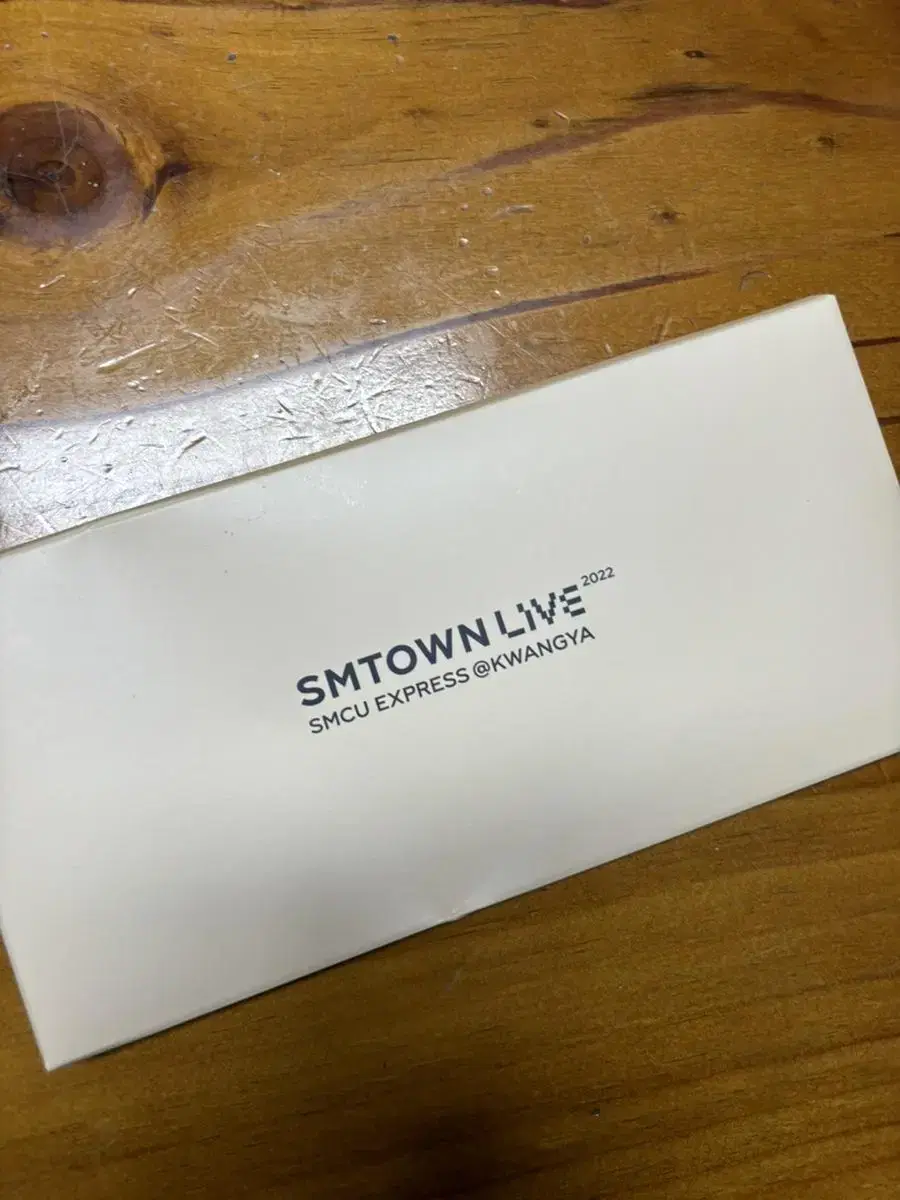 SMTOWN LIVE 2022
SMCU EXPRESS @KWANGYA